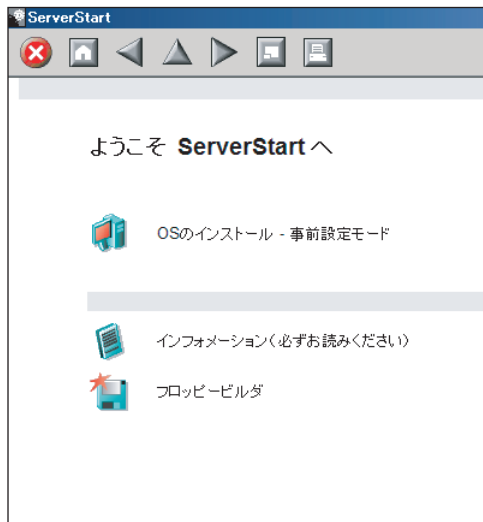 ServerStart
ようこそ ServerStart へ
OSのインストール - 事前設定モード
インフォメーション(必ずお読みください)
フロッピービルダ